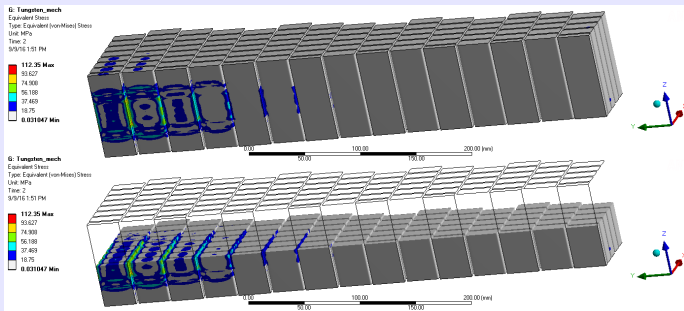 G: Tungsten_mech
Equivalent Stress
Type: Equivalent (von-Mises) Stress
Unit: MPa
Time: 2
9/9/16 1:51 PM
112.35 Max
93.627
74.908
56.188
37.469
18.75
0.031047 Min
Z
Y
X
0.00
100.00
200.00 (mm)
50.00
150.00
G: Tungsten_mech
Equivalent Stress
Type: Equivalent (von-Mises) Stress
Unit: MPa
Time: 2
9/9/16 1:51 PM
112.35 Max
93.627
74.908
56.188
37.469
18.75
0.031047 Min
Z
Y
X
0.00
100.00
200.00 (mm)
50.00
150.00